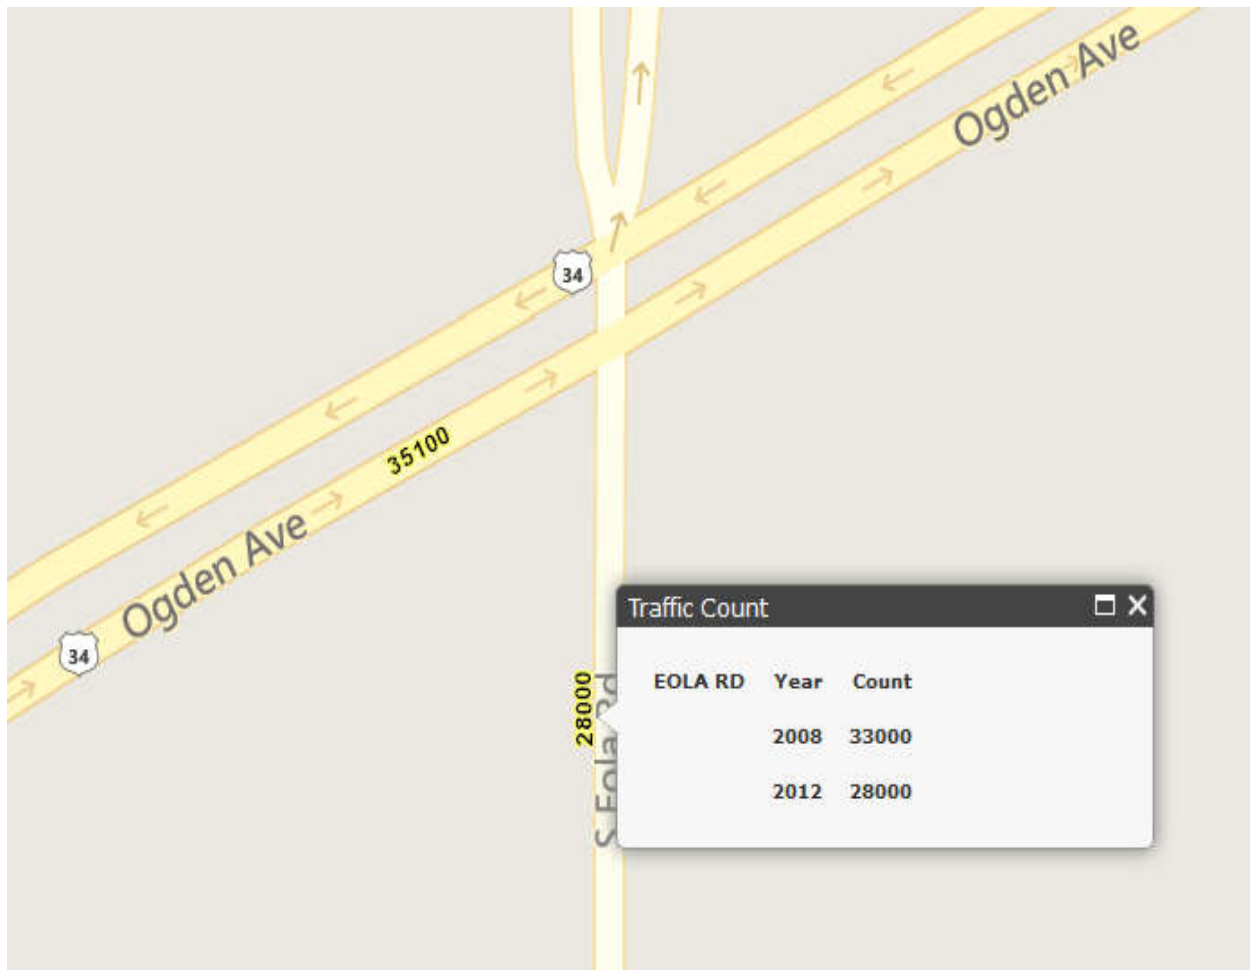 Ogden Ave
34
35100
Ogden Ave
34
Traffic Count
EOLA RD Year Count
2008 33000
2012 28000
28000
S Eola Rd